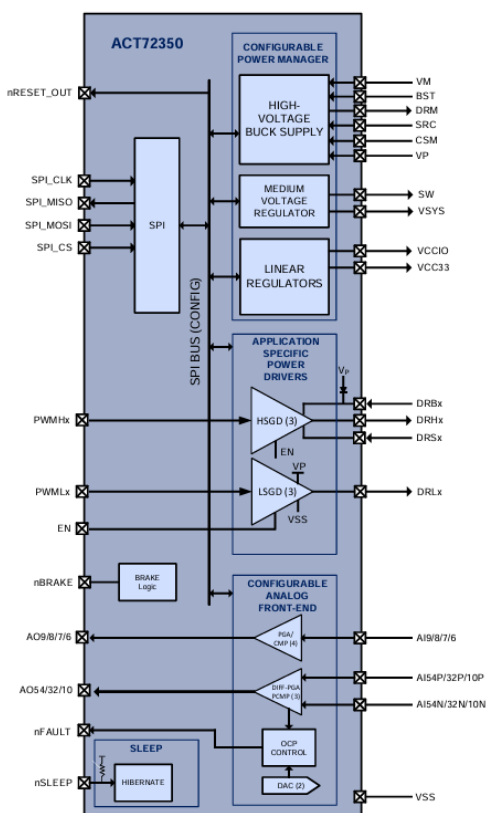 ACT72350
CONFIGURABLE
POWER MANAGER
nRESET_OUT
HIGH-
VOLTAGE
BUCK SUPPLY
VM
BST
DRM
SRC
CSM
VP
SPI_CLK
SPI_MISO
SPI_MOSI
SPI_CS
SPI
MEDIUM
VOLTAGE
REGULATOR
SW
VSYS
LINEAR
REGULATORS
VCCIO
VCC33
SPI BUS (CONFIG)
APPLICATION
SPECIFIC
POWER
DRIVERS
VP
PWMHx
HSGD (3)
EN
DRBx
DRHx
DRSx
PWMLx
VP
LSGD (3)
VSS
DRLx
EN
nBRAKE
BRAKE
Logic
CONFIGURABLE
ANALOG
FRONT-END
AO9/8/7/6
PGA/
CMP (4)
AI9/8/7/6
AO54/32/10
DIFF-PGA
PCMP (3)
AI54P/32P/10P
AI54N/32N/10N
nFAULT
OCP
CONTROL
DAC (2)
SLEEP
nSLEEP
HIBERNATE
VSS